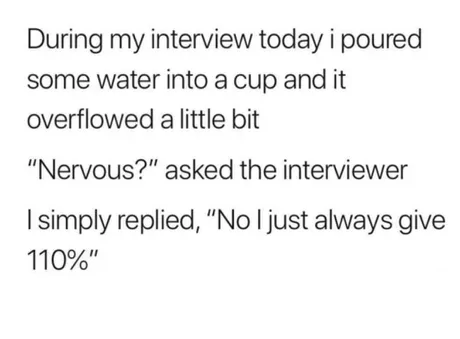 During my interview today i poured
some water into a cup and it
overflowed a little bit
“Nervous?” asked the interviewer
I simply replied, “No I just always give
110%”